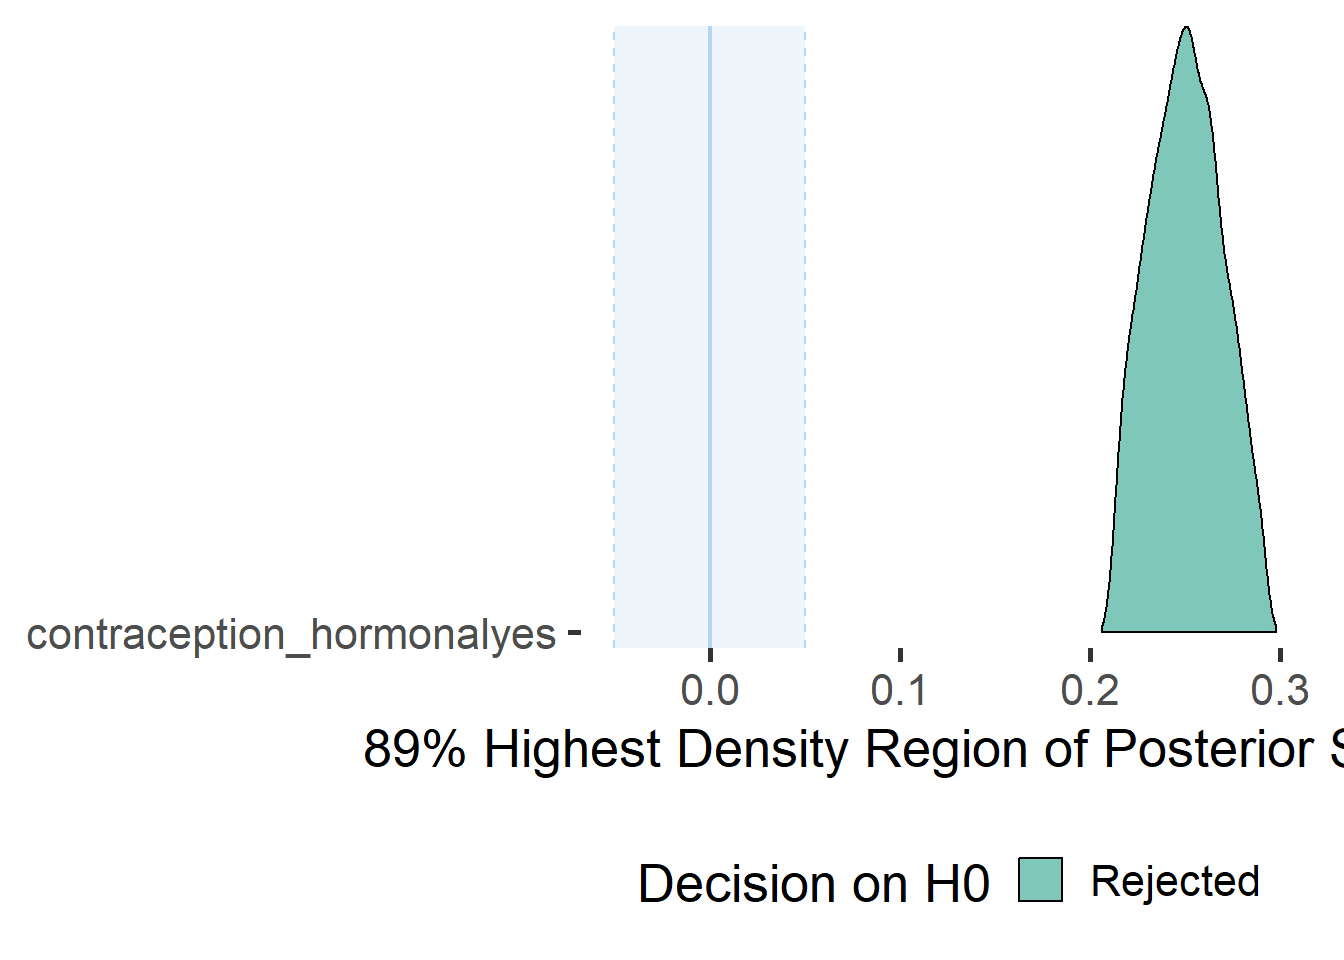 contraception_hormonalyes
0.0 0.1 0.2 0.3
89% Highest Density Region of Posterior
Decision on H0 Rejected